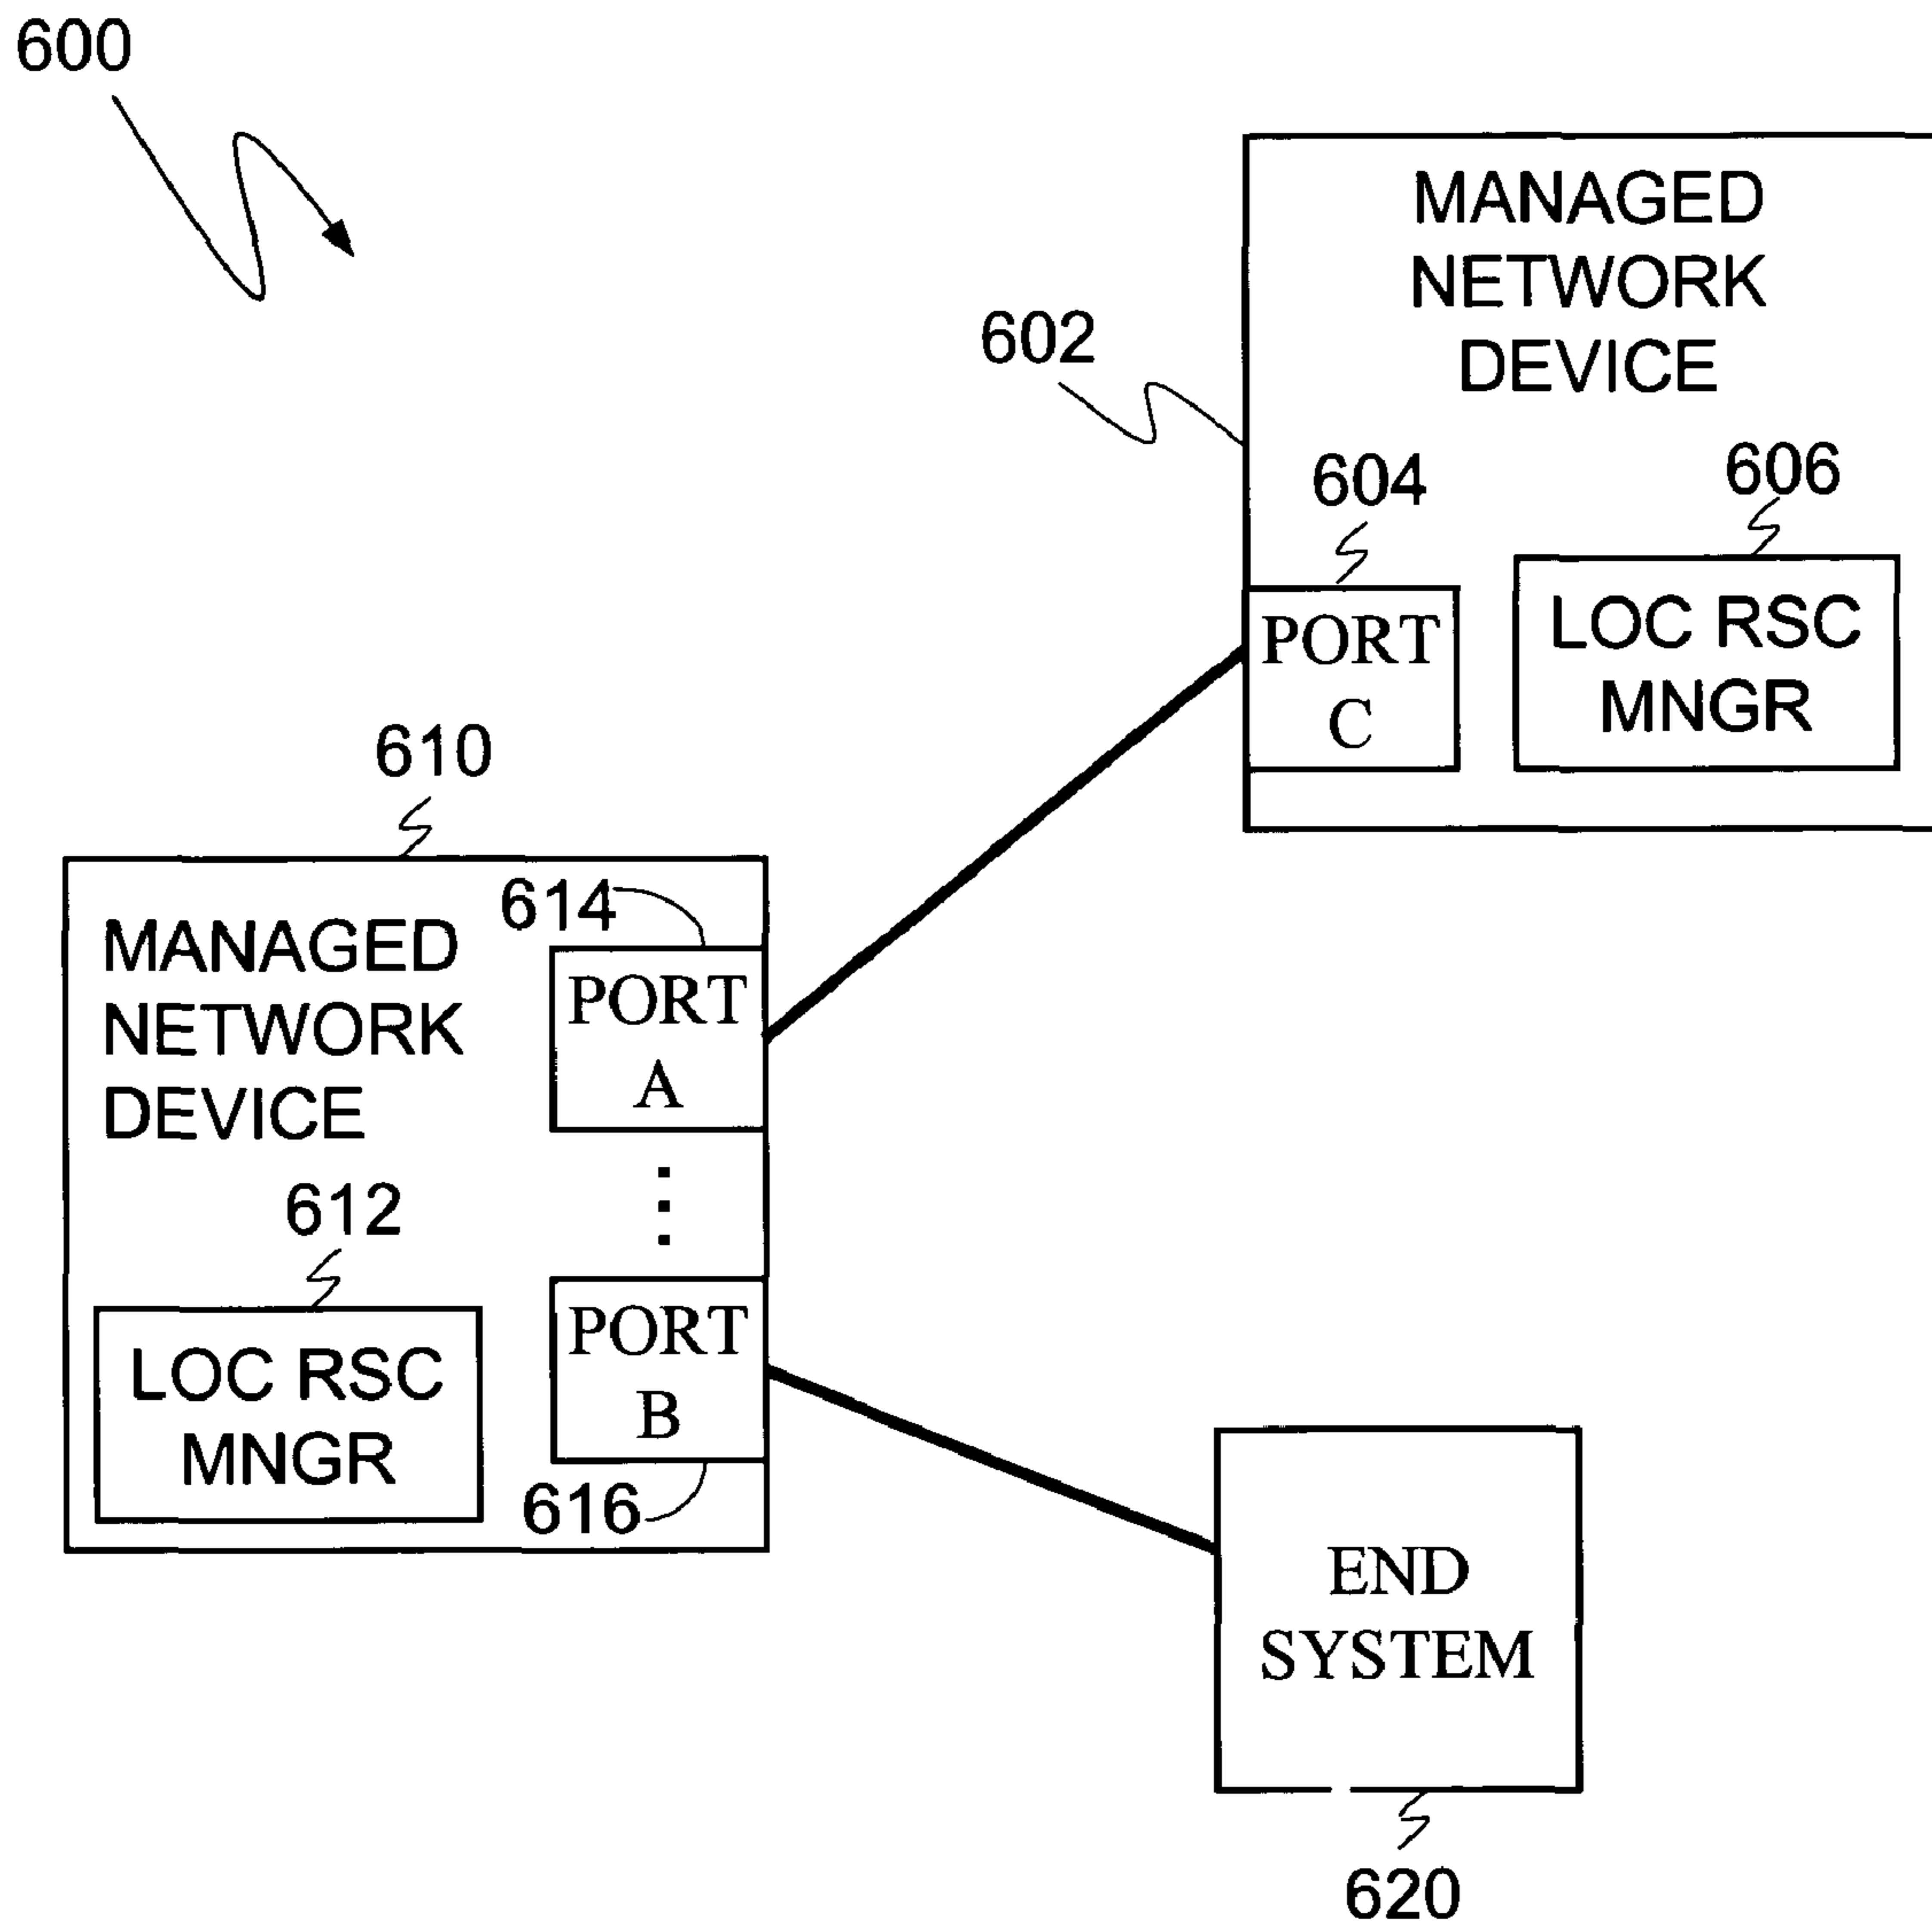 600
MANAGED
NETWORK
DEVICE
602
604
606
PORT
C
LOC RSC
MNGR
610
614
MANAGED
NETWORK
DEVICE
PORT
A
612
LOC RSC
MNGR
PORT
B
616
END
SYSTEM
620